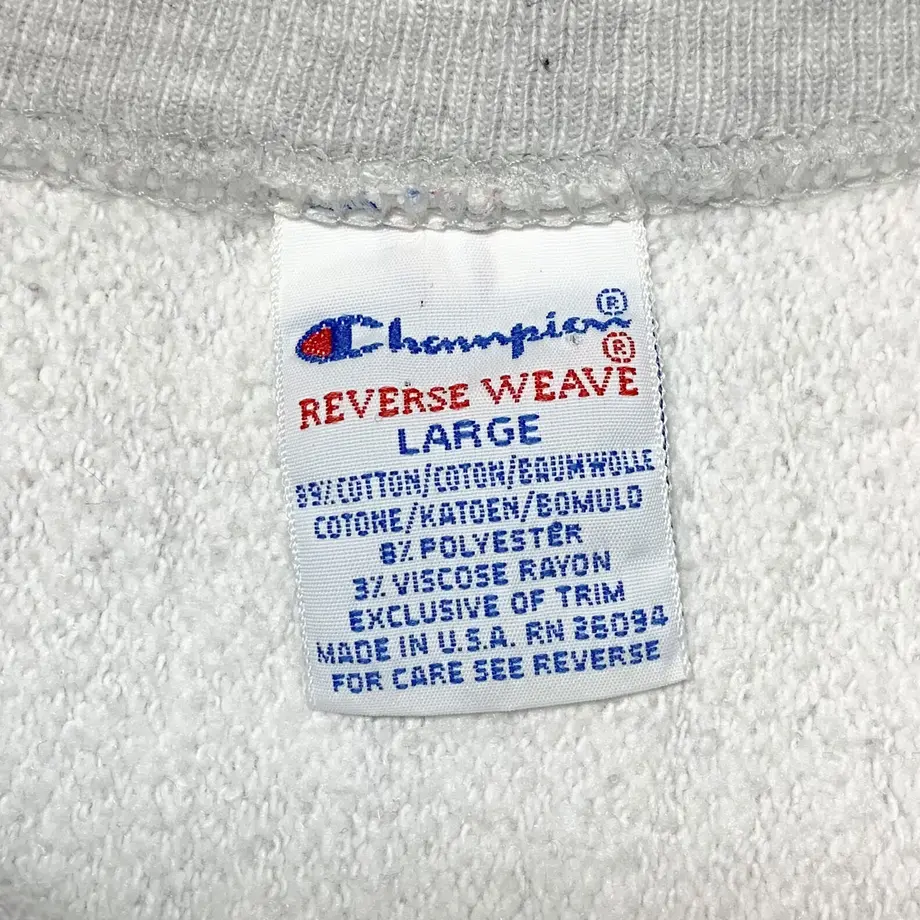 Champion®
REVERSE WEAVE®
LARGE
89% COTTON/COTON/BAUMWOLLE
COTONE/KATOEN/BOMULD
8% POLYESTER
3% VISCOSE RAYON
EXCLUSIVE OF TRIM
MADE IN U.S.A. RN 26094
FOR CARE SEE REVERSE